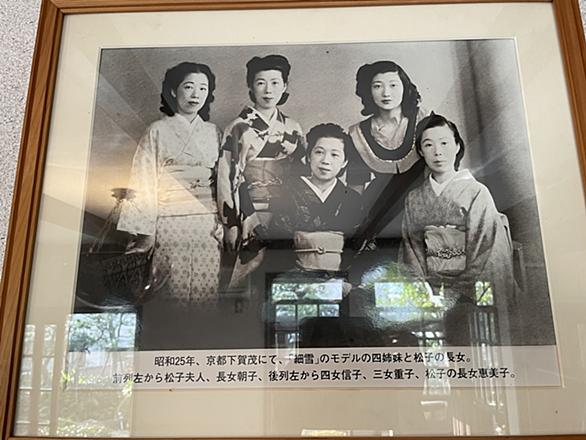 昭和25年、京都下賀茂にて、「細雪」のモデルの四姉妹と松子の長女。
前列左から松子夫人、長女朝子、後列左から四女信子、三女重子、松子の長女恵美子。